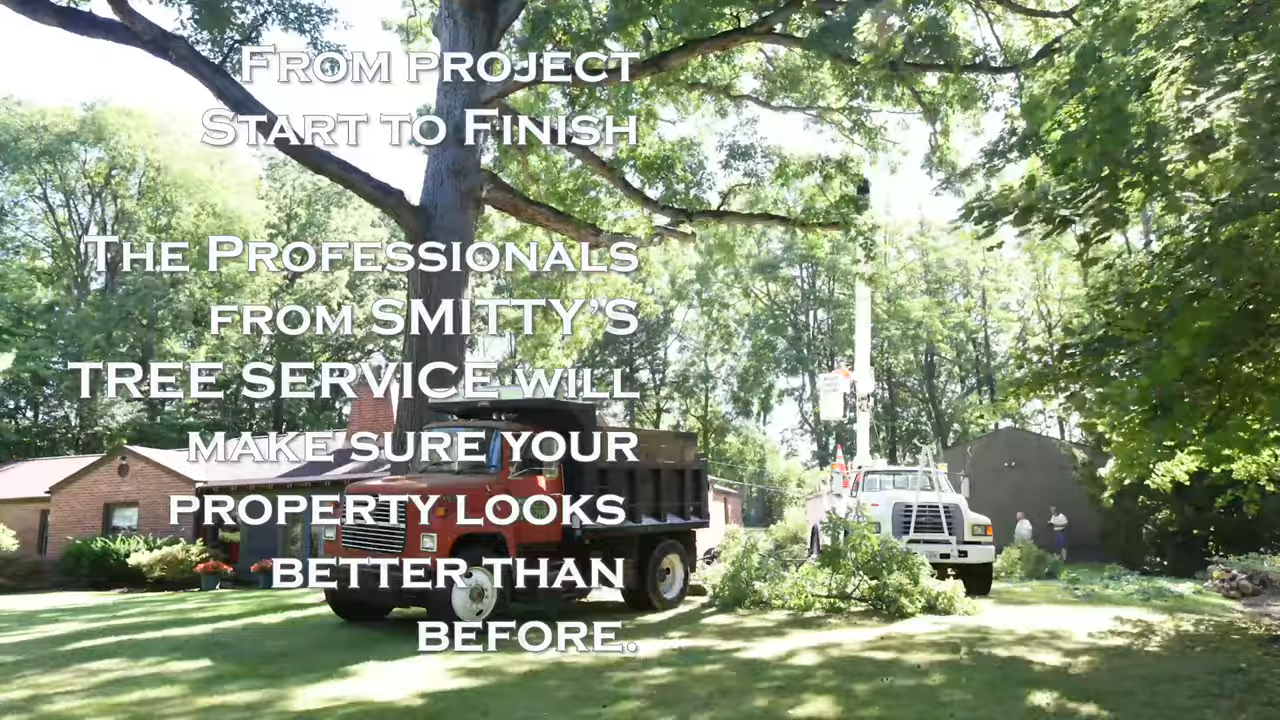 From project
Start to Finish
The Professionals
from SMITTY'S
TREE SERVICE will
make sure your
property looks
better than
before.